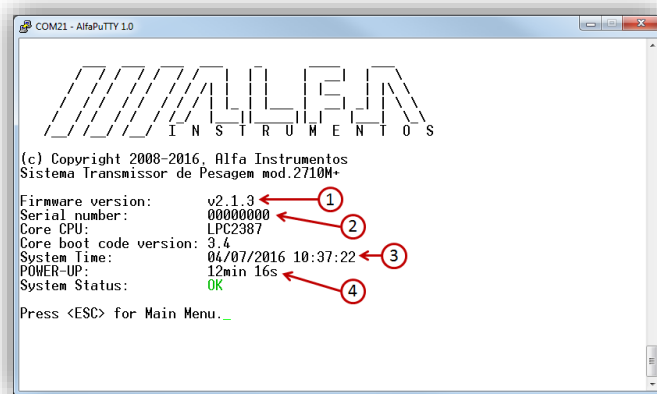 COM21 - AlfaPuTTY 1.0
ALFA
INSTRUMENTOS
(c) Copyright 2008-2016, Alfa Instrumentos
Sistema Transmissor de Pesagem mod.2710M+
Firmware version: v2.1.3 1
Serial number: 00000000 2
Core CPU: LPC2387
Core boot code version: 3.4
System Time: 04/07/2016 10:37:22 3
POWER-UP: 12min 16s 4
System Status: OK
Press <ESC> for Main Menu._